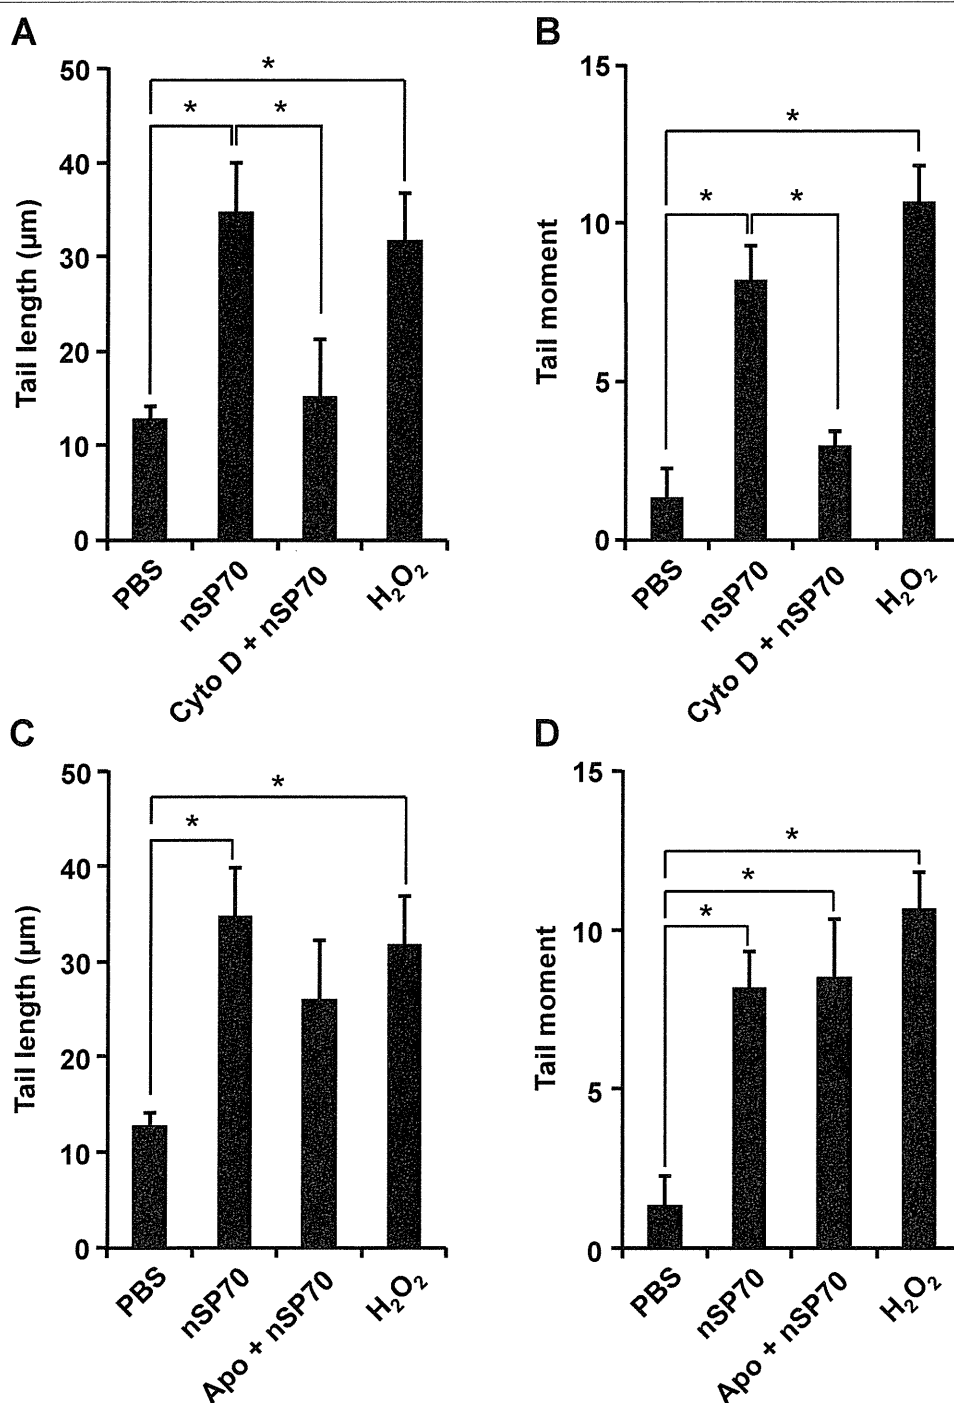 A
50
40
30
20
10
0
Tail length (µm)
*
*
*
PBS
nSP70
Cyto D + nSP70
H₂O₂
B
15
10
5
0
Tail moment
*
*
*
PBS
nSP70
Cyto D + nSP70
H₂O₂
C
50
40
30
20
10
0
Tail length (µm)
*
*
PBS
nSP70
Apo + nSP70
H₂O₂
D
15
10
5
0
Tail moment
*
*
*
PBS
nSP70
Apo + nSP70
H₂O₂